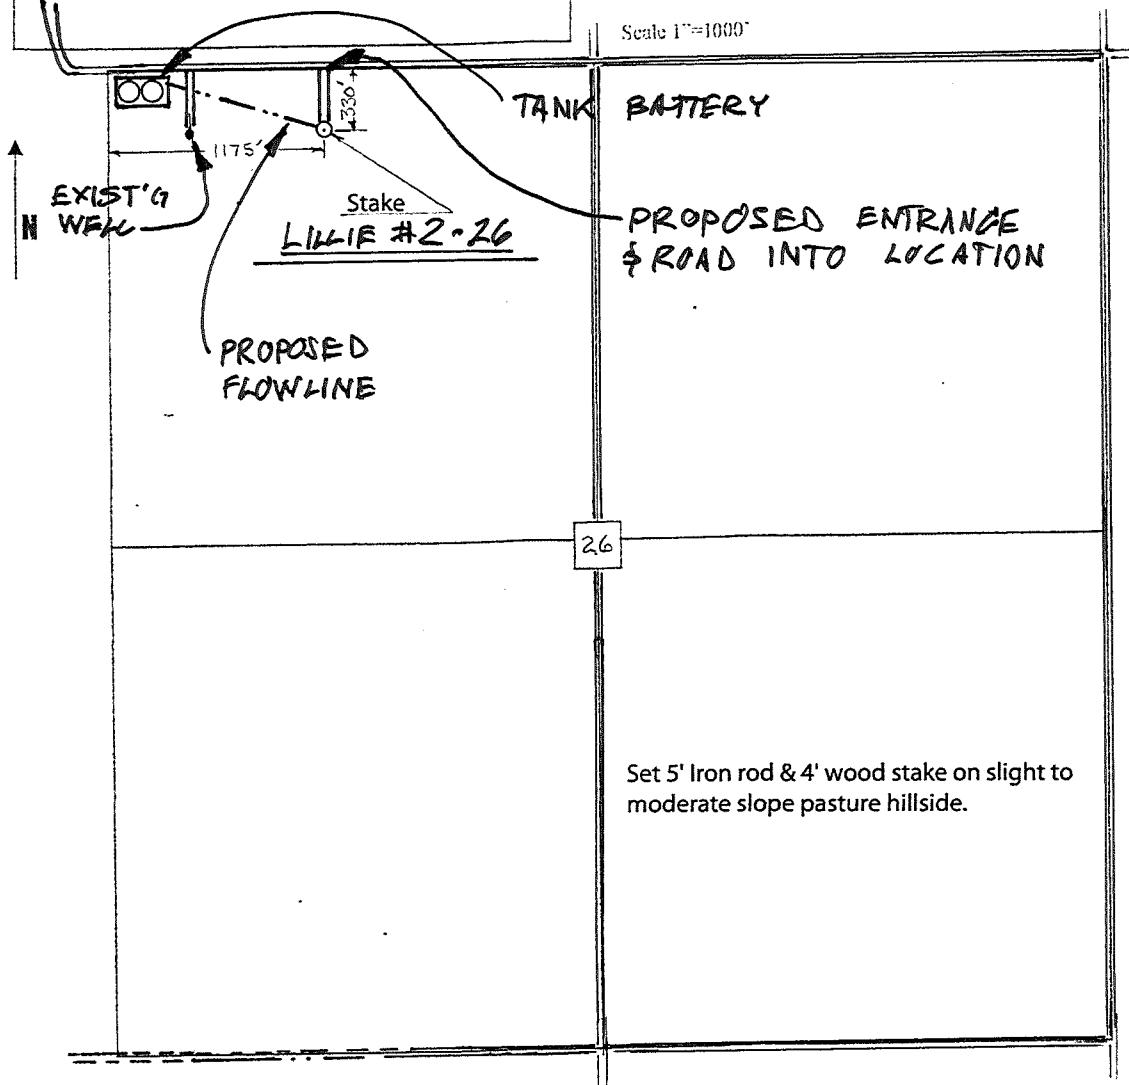 Scale 1"=1000'
TANK BATTERY
330'
1175'
EXIST'G
WELL
N
Stake
LILLIE #2-26
PROPOSED ENTRANCE
& ROAD INTO LOCATION
PROPOSED
FLOWLINE
26
Set 5' Iron rod & 4' wood stake on slight to
moderate slope pasture hillside.